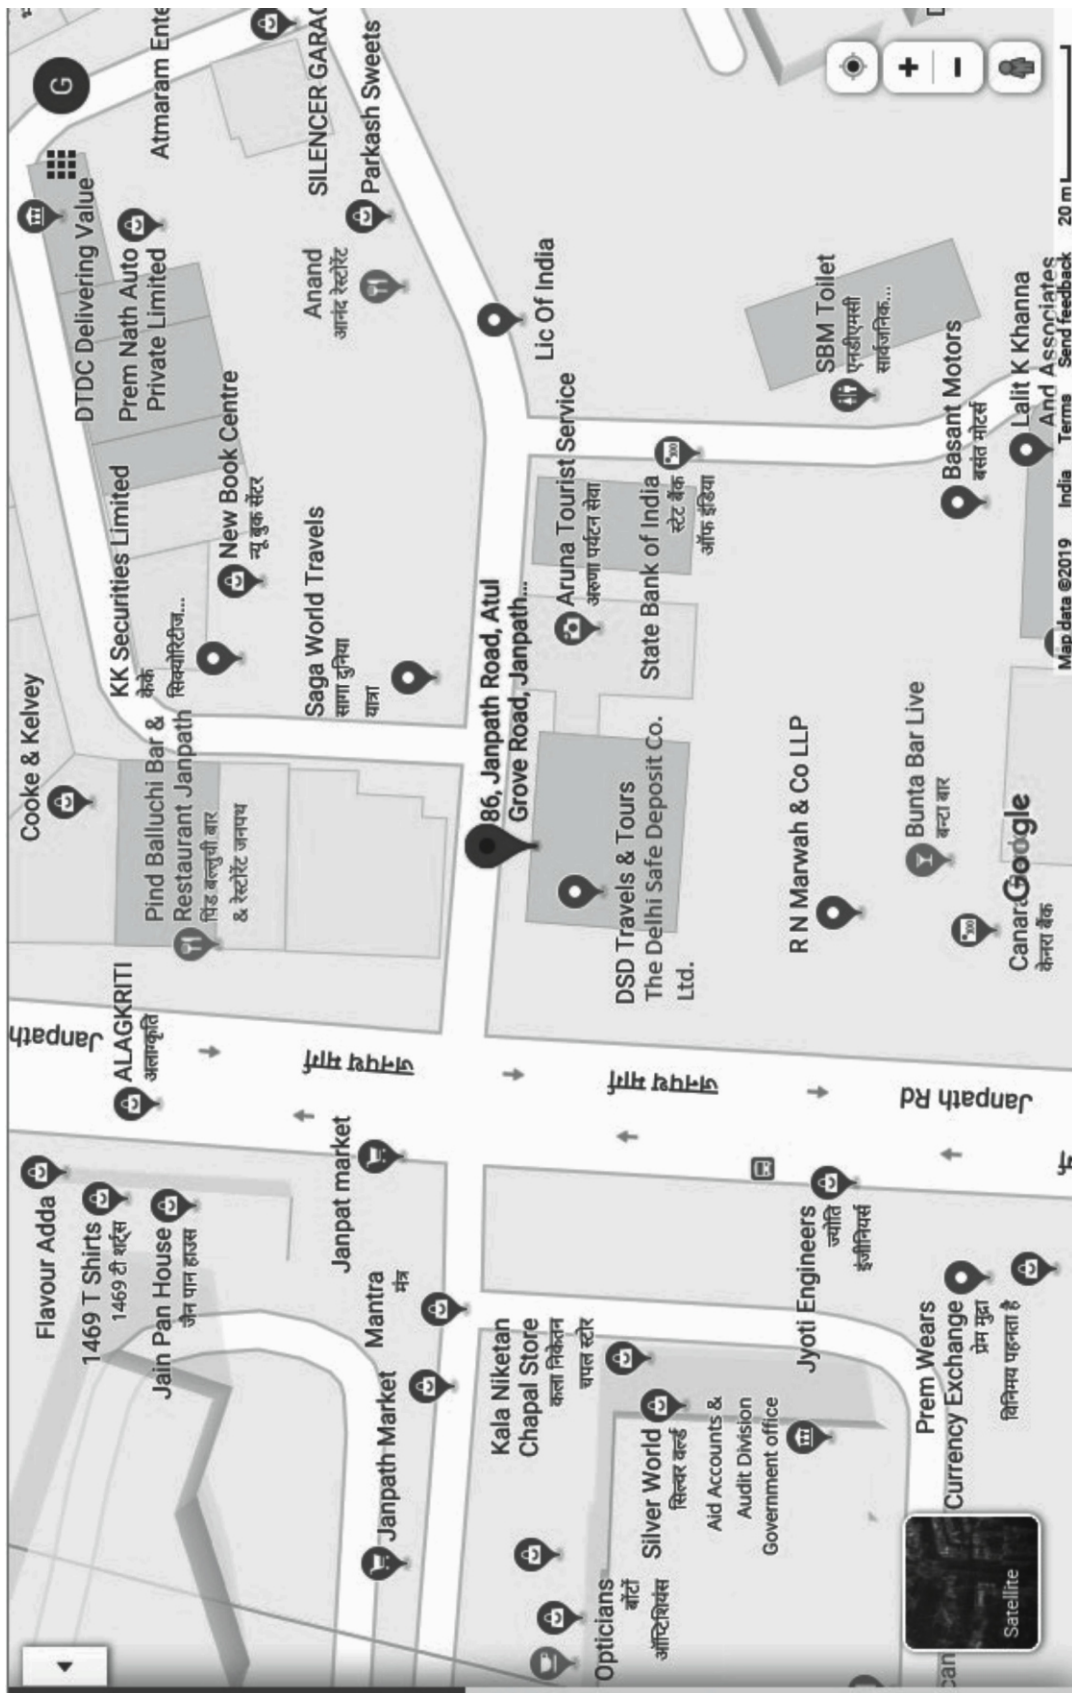 Cooke & Kelvey
KK Securities Limited
केके
सिक्योरिटीज...
DTDC Delivering Value
Prem Nath Auto
Private Limited
Atmaram Ente
G
Pind Balluchi Bar &
Restaurant Janpath
पिंड बल्लुची बार
& रेस्टोरेंट जनपथ
New Book Centre
न्यू बुक सेंटर
Saga World Travels
सागा दुनिया
यात्रा
Anand
आनंद रेस्टोरेंट
SILENCER GARAG
Parkash Sweets
Flavour Adda
1469 T Shirts
1469 टी शर्ट्स
Jain Pan House
जैन पान हाउस
ALAGKRITI
अलाग्कृति
Janpath
जनपथ मार्ग
Janpat market
Mantra
मंत्र
Janpath Market
86, Janpath Road, Atul
Grove Road, Janpath...
Lic Of India
Aruna Tourist Service
अरुणा पर्यटन सेवा
State Bank of India
स्टेट बैंक
ऑफ इंडिया
DSD Travels & Tours
The Delhi Safe Deposit Co.
Ltd.
जनपथ मार्ग
Kala Niketan
Chapal Store
कला निकेतन
चपल स्टोर
Opticians
बॉटों
ऑप्टिशियंस
Silver World
सिल्वर वर्ल्ड
Aid Accounts &
Audit Division
Government office
Jyoti Engineers
ज्योति
इंजीनियर्स
R N Marwah & Co LLP
SBM Toilet
एनडीएमसी
सार्वजनिक...
Janpath Rd
Bunta Bar Live
बन्टा बार
Basant Motors
बसंत मोटर्स
Prem Wears
Currency Exchange
प्रेम मुद्रा
विनिमय पहनता है
Canara
केनरा बैंक
Google
Lalit K Khanna
And Associates
Satellite
Map data ©2019 India Terms Send feedback 20 m